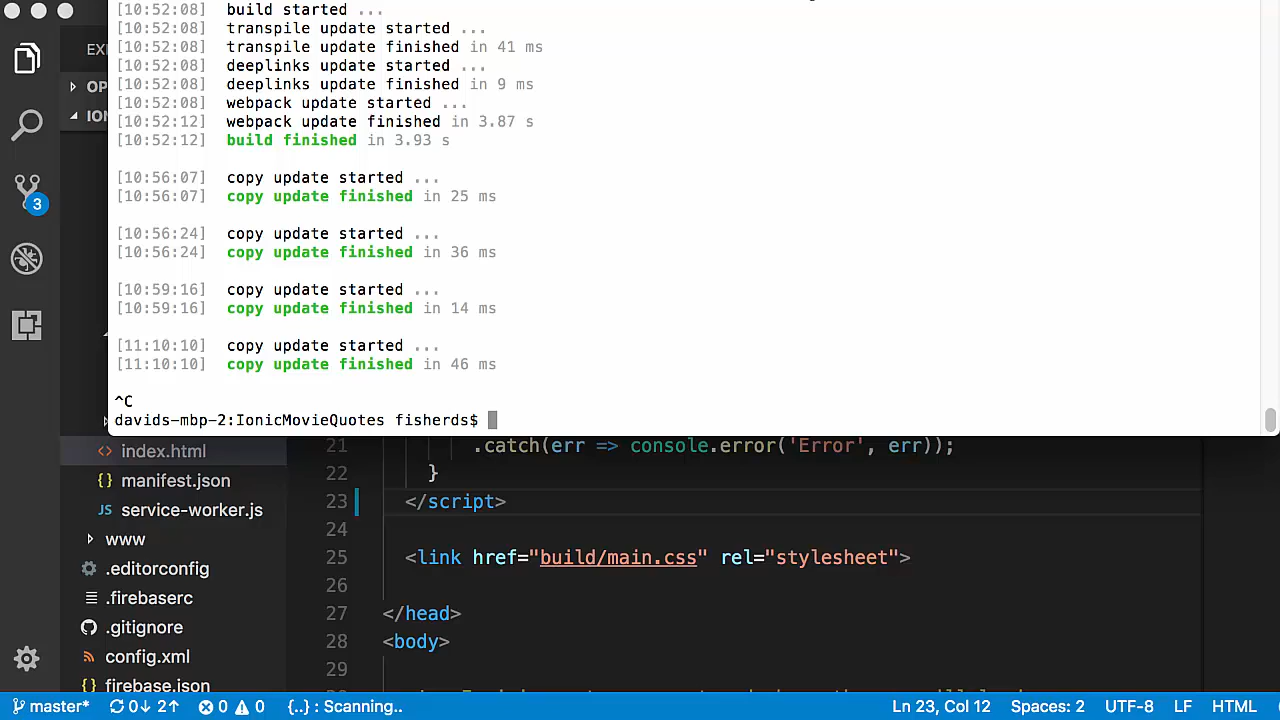 [10:52:08] build started ...
[10:52:08] transpile update started ...
[10:52:08] transpile update finished in 41 ms
[10:52:08] deeplinks update started ...
[10:52:08] deeplinks update finished in 9 ms
[10:52:08] webpack update started ...
[10:52:12] webpack update finished in 3.87 s
[10:52:12] build finished in 3.93 s
[10:56:07] copy update started ...
[10:56:07] copy update finished in 25 ms
[10:56:24] copy update started ...
[10:56:24] copy update finished in 36 ms
[10:59:16] copy update started ...
[10:59:16] copy update finished in 14 ms
[11:10:10] copy update started ...
[11:10:10] copy update finished in 46 ms
^C
davids-mbp-2:IonicMovieQuotes fisherds$
EX
OP
ION
3
index.html
manifest.json
JS service-worker.js
www
.editorconfig
.firebaserc
.gitignore
config.xml
firebase.json
21 .catch(err => console.error('Error', err));
22 }
23 </script>
24
25 <link href="build/main.css" rel="stylesheet">
26
27 </head>
28 <body>
29
master* 0↓ 2↑ 0 0 {..} : Scanning.. Ln 23, Col 12 Spaces: 2 UTF-8 LF HTML